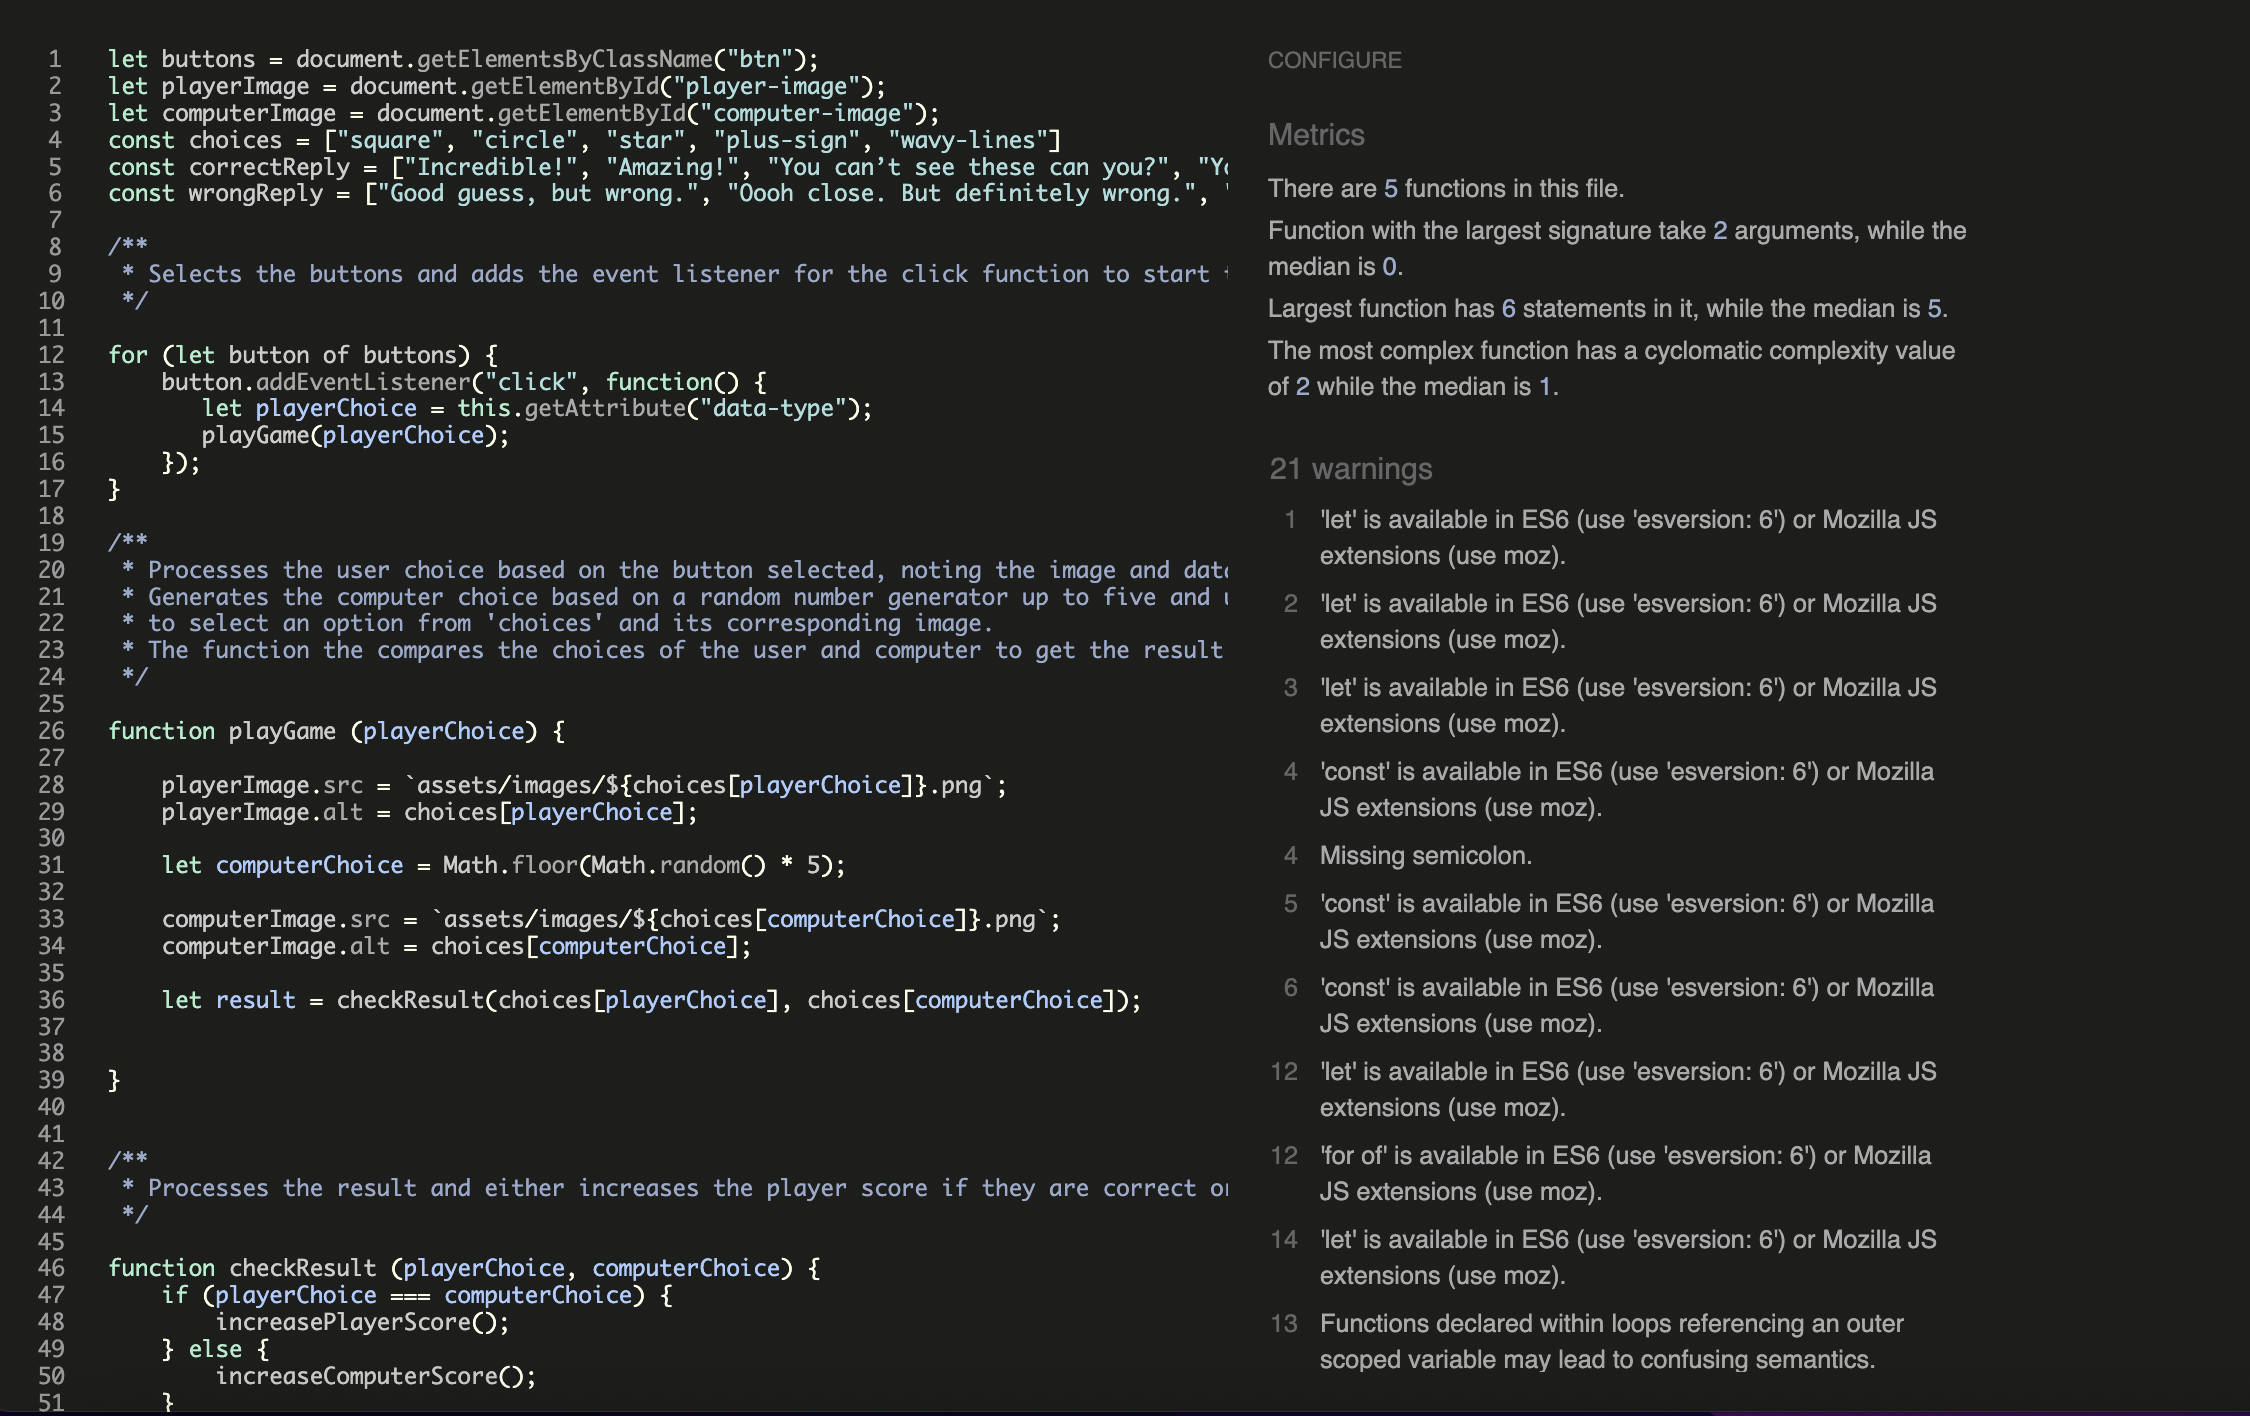 1 let buttons = document.getElementsByClassName("btn");
2 let playerImage = document.getElementById("player-image");
3 let computerImage = document.getElementById("computer-image");
4 const choices = ["square", "circle", "star", "plus-sign", "wavy-lines"]
5 const correctReply = ["Incredible!", "Amazing!", "You can’t see these can you?",
6 const wrongReply = ["Good guess, but wrong.", "Oooh close. But definitely wrong.",
7
8 /**
9 * Selects the buttons and adds the event listener for the click function to start
10 */
11
12 for (let button of buttons) {
13 button.addEventListener("click", function() {
14 let playerChoice = this.getAttribute("data-type");
15 playGame(playerChoice);
16 });
17 }
18
19 /**
20 * Processes the user choice based on the button selected, noting the image and
21 * Generates the computer choice based on a random number generator up to five and
22 * to select an option from 'choices' and its corresponding image.
23 * The function the compares the choices of the user and computer to get the result
24 */
25
26 function playGame (playerChoice) {
27
28 playerImage.src = `assets/images/${choices[playerChoice]}.png`;
29 playerImage.alt = choices[playerChoice];
30
31 let computerChoice = Math.floor(Math.random() * 5);
32
33 computerImage.src = `assets/images/${choices[computerChoice]}.png`;
34 computerImage.alt = choices[computerChoice];
35
36 let result = checkResult(choices[playerChoice], choices[computerChoice]);
37
38
39 }
40
41
42 /**
43 * Processes the result and either increases the player score if they are correct
44 */
45
46 function checkResult (playerChoice, computerChoice) {
47 if (playerChoice === computerChoice) {
48 increasePlayerScore();
49 } else {
50 increaseComputerScore();
51 }
CONFIGURE
Metrics
There are 5 functions in this file.
Function with the largest signature take 2 arguments, while the
median is 0.
Largest function has 6 statements in it, while the median is 5.
The most complex function has a cyclomatic complexity value
of 2 while the median is 1.
21 warnings
1 'let' is available in ES6 (use 'esversion: 6') or Mozilla JS
extensions (use moz).
2 'let' is available in ES6 (use 'esversion: 6') or Mozilla JS
extensions (use moz).
3 'let' is available in ES6 (use 'esversion: 6') or Mozilla JS
extensions (use moz).
4 'const' is available in ES6 (use 'esversion: 6') or Mozilla
JS extensions (use moz).
4 Missing semicolon.
5 'const' is available in ES6 (use 'esversion: 6') or Mozilla
JS extensions (use moz).
6 'const' is available in ES6 (use 'esversion: 6') or Mozilla
JS extensions (use moz).
12 'let' is available in ES6 (use 'esversion: 6') or Mozilla JS
extensions (use moz).
12 'for of' is available in ES6 (use 'esversion: 6') or Mozilla
JS extensions (use moz).
14 'let' is available in ES6 (use 'esversion: 6') or Mozilla JS
extensions (use moz).
13 Functions declared within loops referencing an outer
scoped variable may lead to confusing semantics.